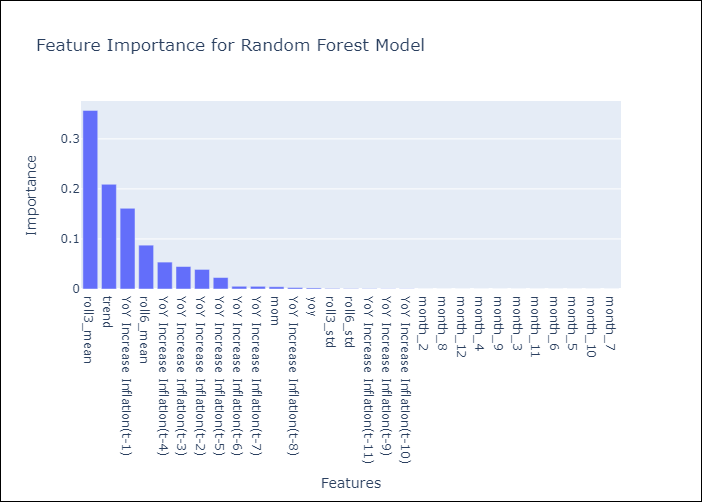 Feature Importance for Random Forest Model
Importance
0.3
0.2
0.1
0
roll3_mean
trend
YoY Increase Inflation(t-1)
roll6_mean
YoY Increase Inflation(t-4)
YoY Increase Inflation(t-3)
YoY Increase Inflation(t-2)
YoY Increase Inflation(t-5)
YoY Increase Inflation(t-6)
YoY Increase Inflation(t-7)
mom
YoY Increase Inflation(t-8)
yoy
roll3_std
roll6_std
YoY Increase Inflation(t-11)
YoY Increase Inflation(t-9)
YoY Increase Inflation(t-10)
month_2
month_8
month_12
month_4
month_9
month_3
month_11
month_6
month_5
month_10
month_7
Features